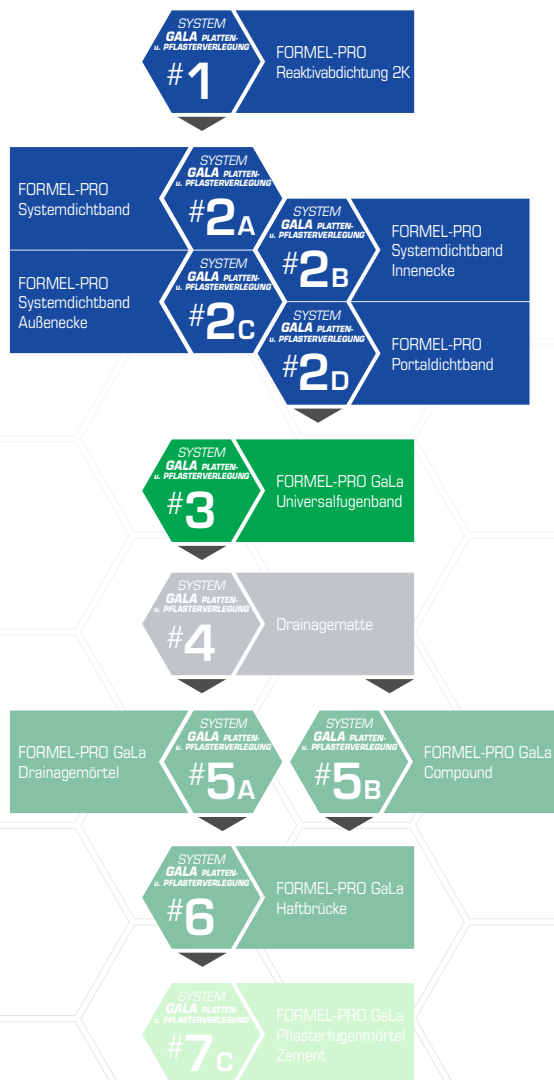 SYSTEM
GALA PLATTEN-
u. PFLASTERVERLEGUNG
#1
FORMEL-PRO
Reaktivabdichtung 2K
FORMEL-PRO
Systemdichtband
SYSTEM
GALA PLATTEN-
u. PFLASTERVERLEGUNG
#2A
SYSTEM
GALA PLATTEN-
u. PFLASTERVERLEGUNG
#2B
FORMEL-PRO
Systemdichtband
Innenecke
FORMEL-PRO
Systemdichtband
Außenecke
SYSTEM
GALA PLATTEN-
u. PFLASTERVERLEGUNG
#2C
SYSTEM
GALA PLATTEN-
u. PFLASTERVERLEGUNG
#2D
FORMEL-PRO
Portaldichtband
SYSTEM
GALA PLATTEN-
u. PFLASTERVERLEGUNG
#3
FORMEL-PRO GaLa
Universalfugenband
SYSTEM
GALA PLATTEN-
u. PFLASTERVERLEGUNG
#4
Drainagematte
FORMEL-PRO GaLa
Drainagemörtel
SYSTEM
GALA PLATTEN-
u. PFLASTERVERLEGUNG
#5A
SYSTEM
GALA PLATTEN-
u. PFLASTERVERLEGUNG
#5B
FORMEL-PRO GaLa
Compound
SYSTEM
GALA PLATTEN-
u. PFLASTERVERLEGUNG
#6
FORMEL-PRO GaLa
Haftbrücke
SYSTEM
GALA PLATTEN-
u. PFLASTERVERLEGUNG
#7C
FORMEL-PRO GaLa
Pflasterfugenmörtel
Zement